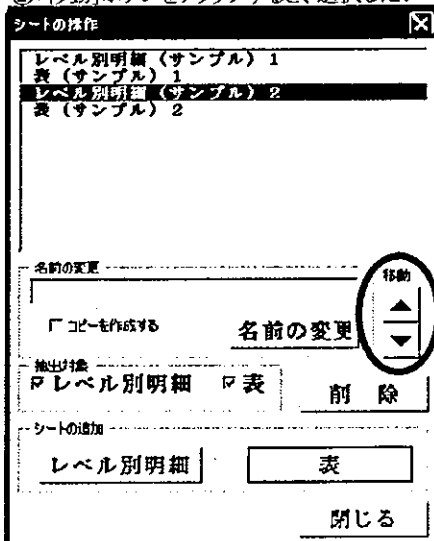 シートの操作
レベル別明細（サンプル）1
表（サンプル）1
レベル別明細（サンプル）2
表（サンプル）2
名前の変更
移動
コピーを作成する
名前の変更
抽出対象
レベル別明細 表
削 除
シートの追加
レベル別明細 表
閉じる